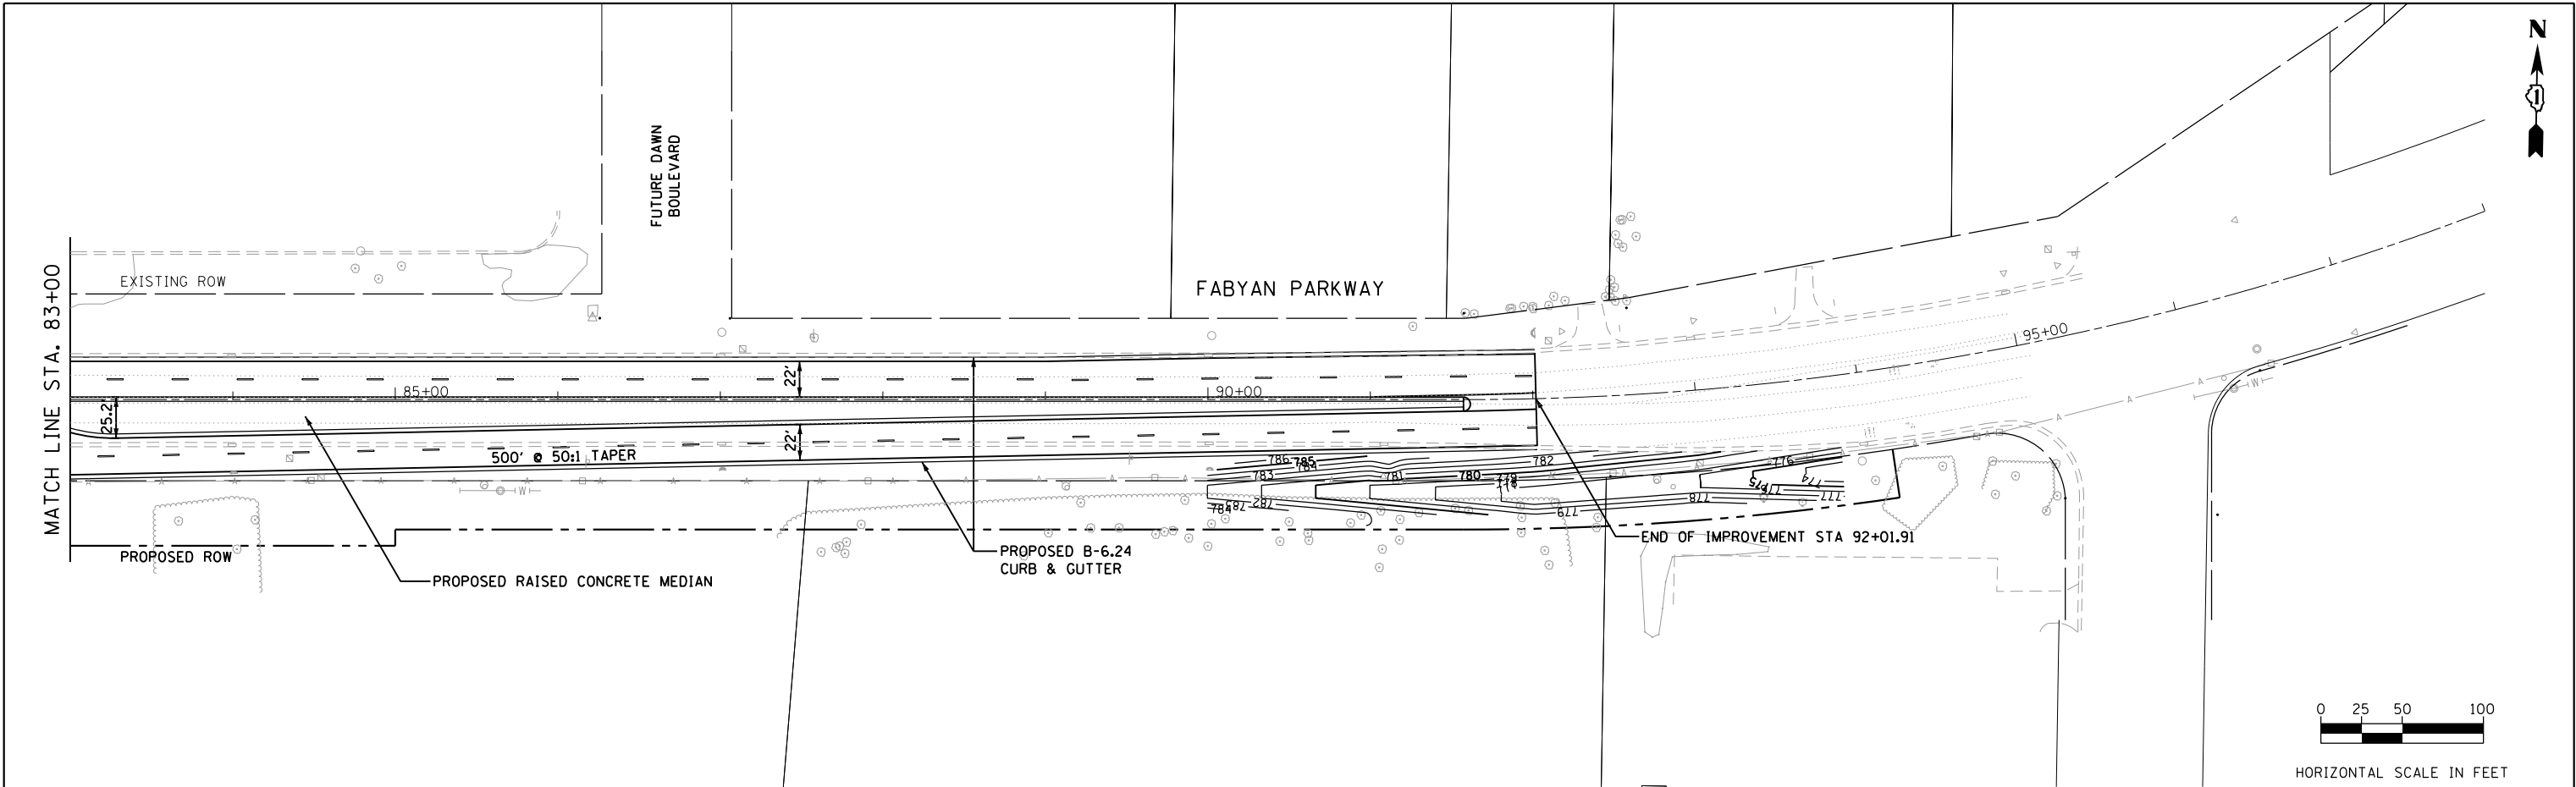 N
1
FUTURE DAWN
BOULEVARD
EXISTING ROW
FABYAN PARKWAY
MATCH LINE STA. 83+00
95+00
22'
85+00
90+00
25.2'
22'
500' @ 50:1 TAPER
786
785
784
782
776
783
781
780
779
778
774
775
777
778
777
784
783
782
779
W
A
A
A
A
W
END OF IMPROVEMENT STA 92+01.91
PROPOSED B-6.24
CURB & GUTTER
PROPOSED ROW
PROPOSED RAISED CONCRETE MEDIAN
0 25 50 100
HORIZONTAL SCALE IN FEET